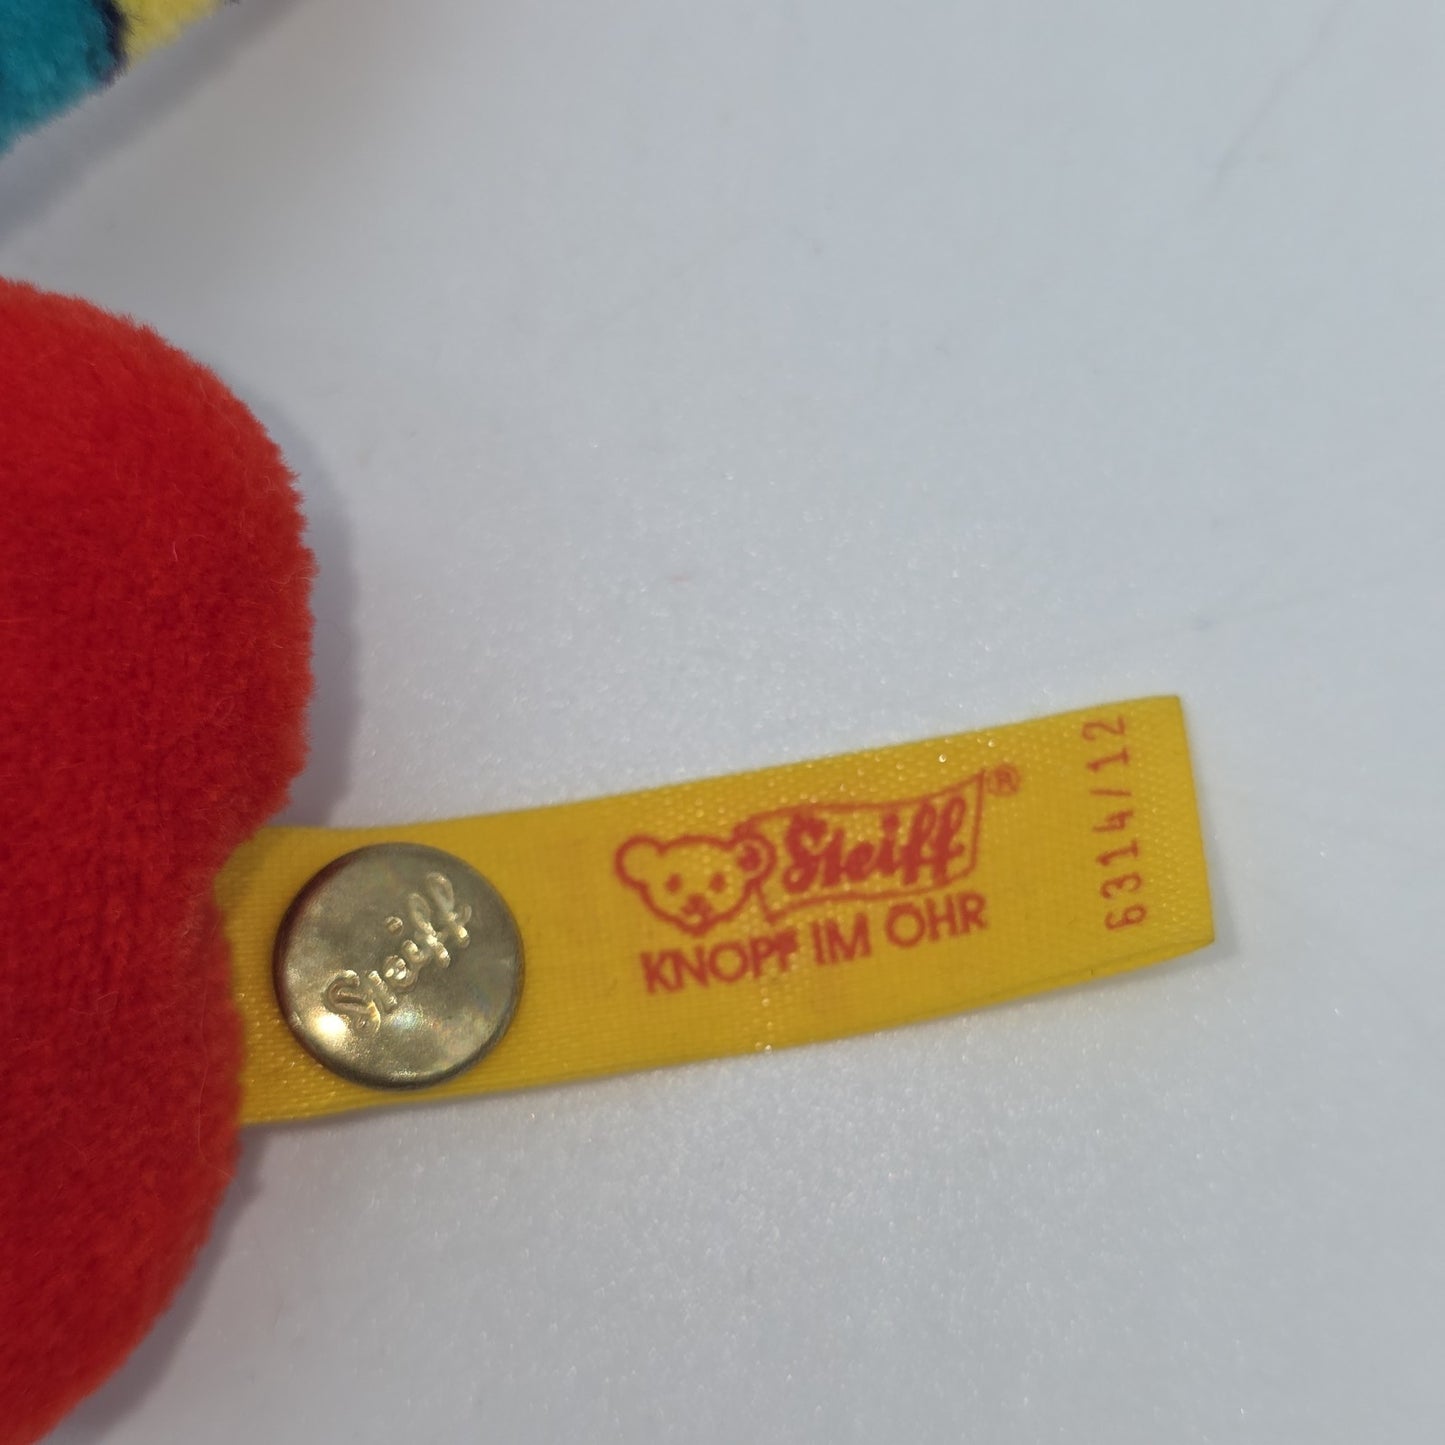 Steiff
Steiff ®
KNOPF IM OHR
6314/12